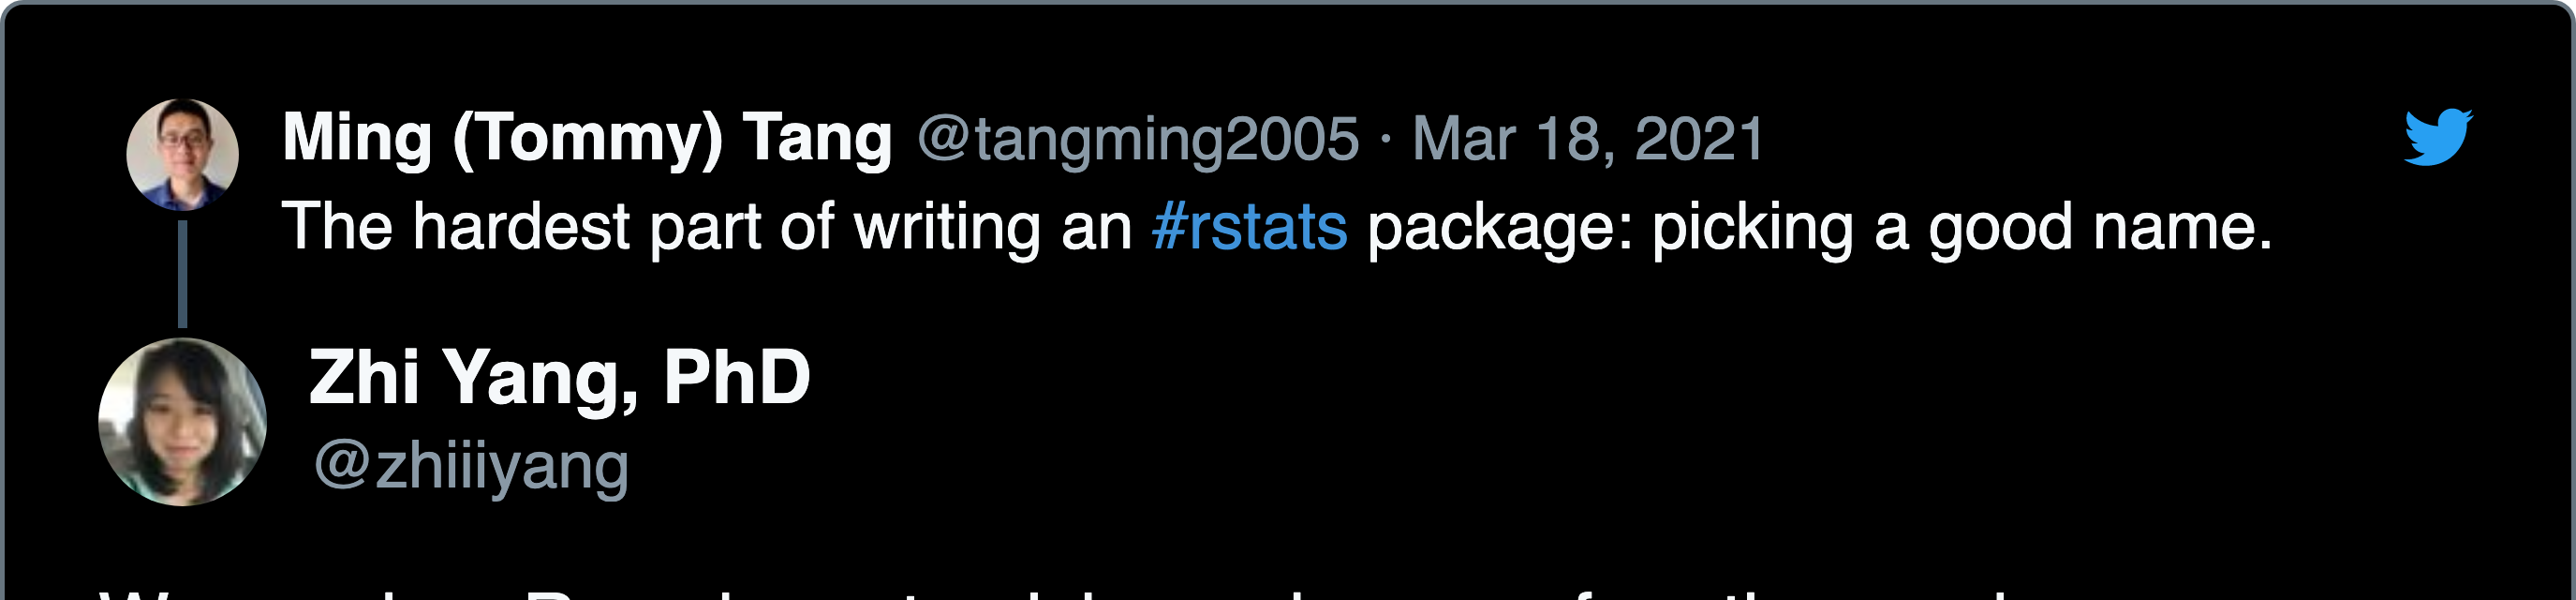 Ming (Tommy) Tang @tangming2005 · Mar 18, 2021
The hardest part of writing an #rstats package: picking a good name.
Zhi Yang, PhD
@zhiiiyang